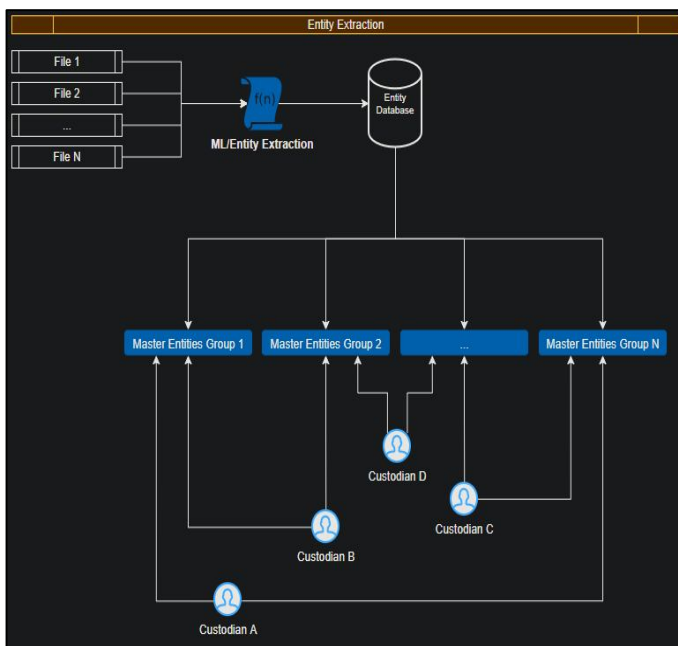 Entity Extraction
File 1
File 2
...
File N
f(n)
ML/Entity Extraction
Entity
Database
Master Entities Group 1
Master Entities Group 2
...
Master Entities Group N
Custodian D
Custodian C
Custodian B
Custodian A